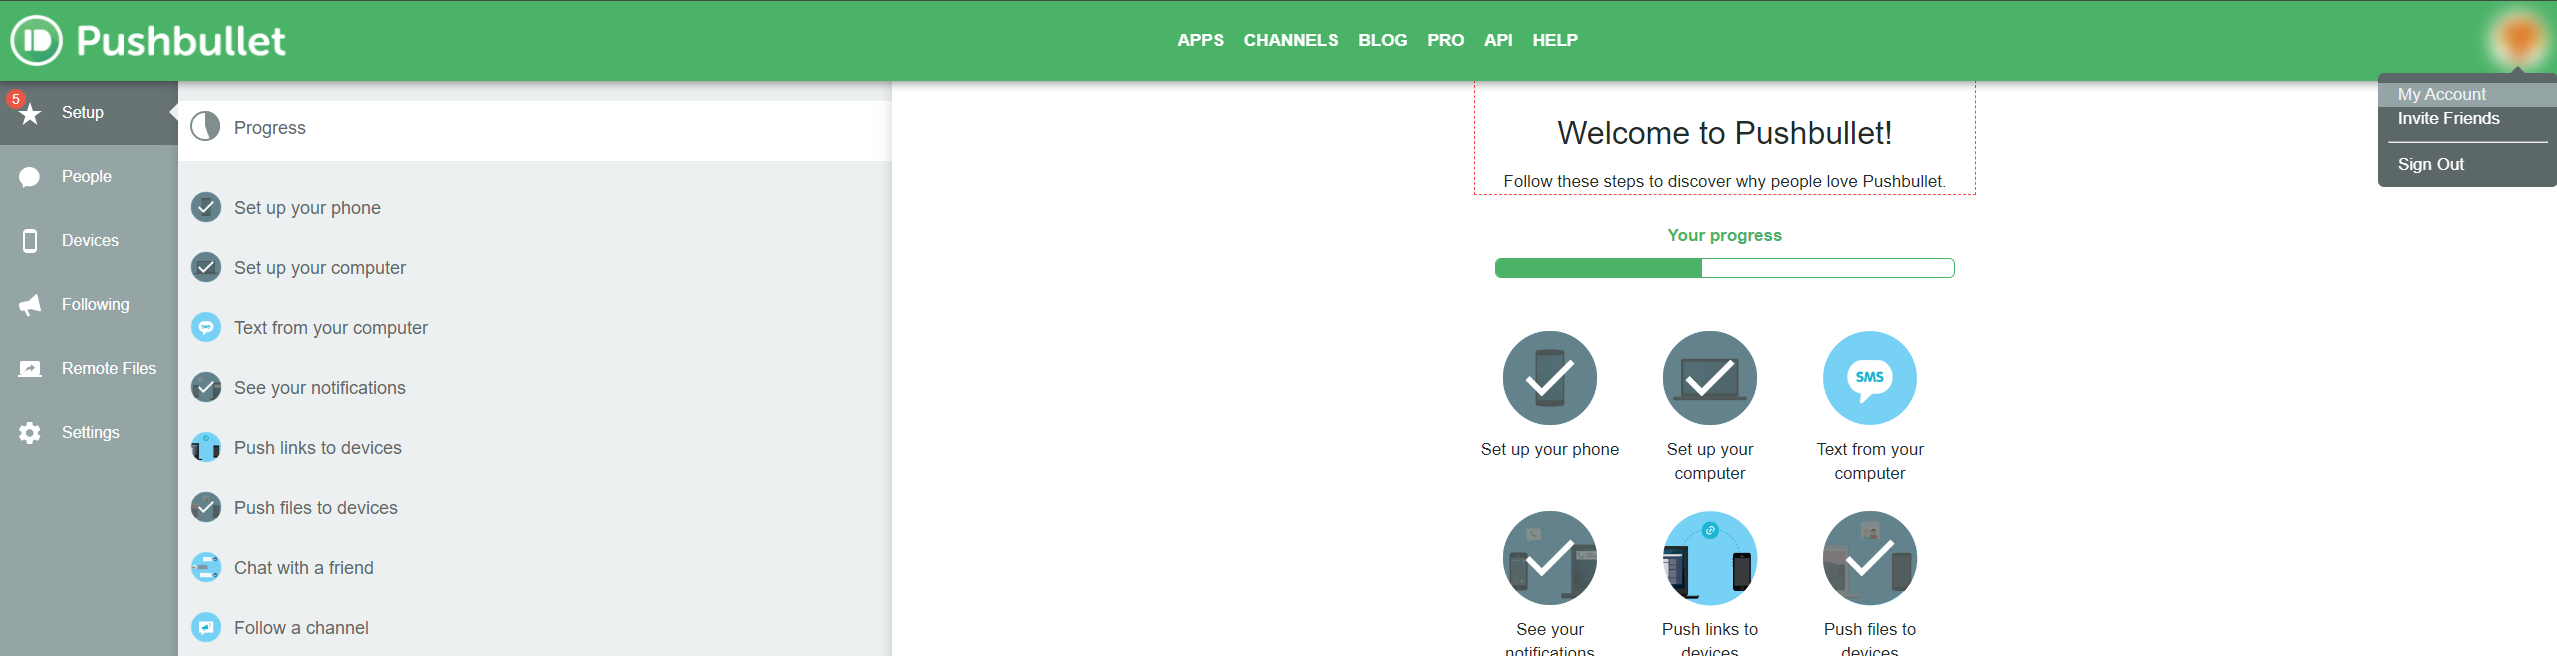 Pushbullet
APPS CHANNELS BLOG PRO API HELP
My Account
Invite Friends
Sign Out
5
Setup
People
Devices
Following
Remote Files
Settings
Progress
Set up your phone
Set up your computer
Text from your computer
See your notifications
Push links to devices
Push files to devices
Chat with a friend
Follow a channel
Welcome to Pushbullet!
Follow these steps to discover why people love Pushbullet.
Your progress
SMS
Set up your phone
Set up your
computer
Text from your
computer
See your
notifications
Push links to
devices
Push files to
devices